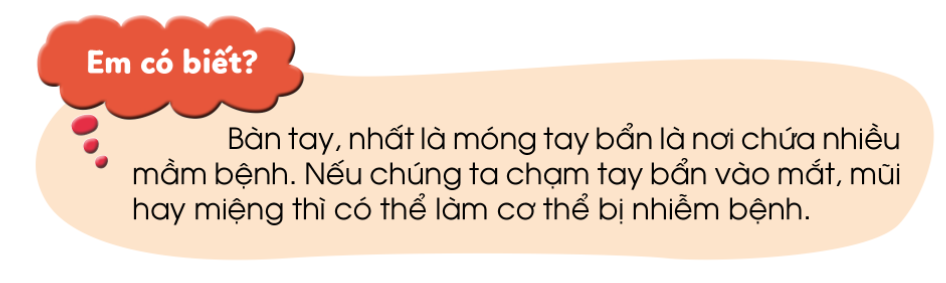 Em có biết?
Bàn tay, nhất là móng tay bẩn là nơi chứa nhiều
mầm bệnh. Nếu chúng ta chạm tay bẩn vào mắt, mũi
hay miệng thì có thể làm cơ thể bị nhiễm bệnh.